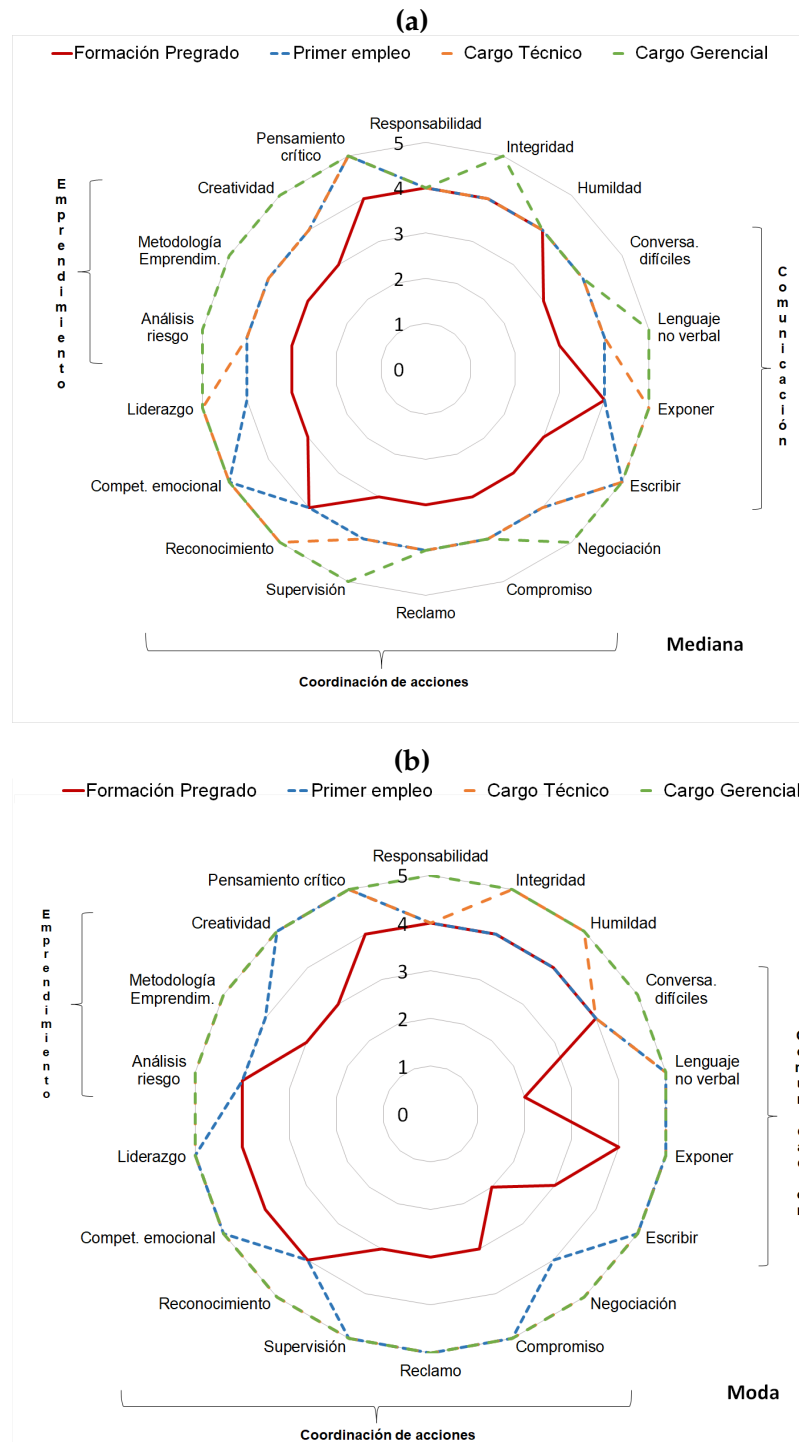 (a)
Formación Pregrado Primer empleo Cargo Técnico Cargo Gerencial
Responsabilidad
Pensamiento
crítico
Integridad
Creatividad
Humildad
Metodología
Emprendim.
Conversa.
difíciles
Análisis
riesgo
Lenguaje
no verbal
Liderazgo
Exponer
Compet. emocional
Escribir
Reconocimiento
Negociación
Supervisión
Compromiso
Reclamo
5
4
3
2
1
0
Emprendimiento
Comunicación
Coordinación de acciones
Mediana
(b)
Formación Pregrado Primer empleo Cargo Técnico Cargo Gerencial
Responsabilidad
Pensamiento crítico
Integridad
Creatividad
Humildad
Metodología
Emprendim.
Conversa.
difíciles
Análisis
riesgo
Lenguaje
no verbal
Liderazgo
Exponer
Compet. emocional
Escribir
Reconocimiento
Negociación
Supervisión
Compromiso
Reclamo
5
4
3
2
1
0
Emprendimiento
Coordinación de acciones
Moda